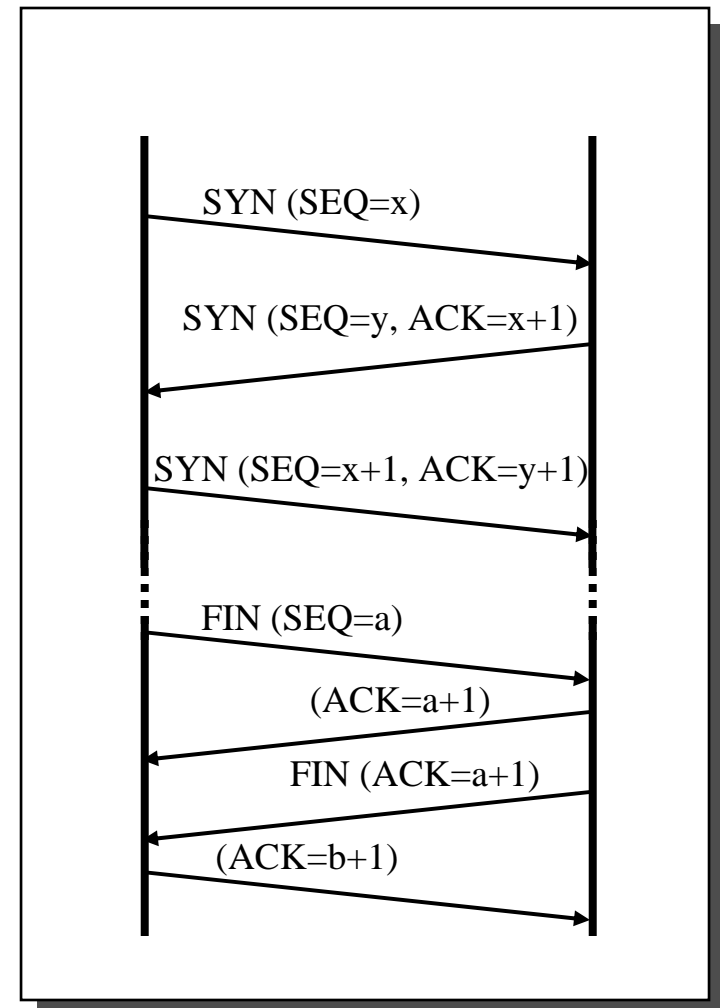 SYN (SEQ=x)
SYN (SEQ=y, ACK=x+1)
SYN (SEQ=x+1, ACK=y+1)
FIN (SEQ=a)
(ACK=a+1)
FIN (ACK=a+1)
(ACK=b+1)